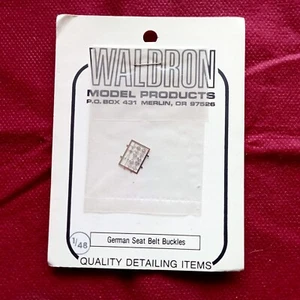 WALDRON
MODEL PRODUCTS
P.O. BOX 431 MERLIN, OR 97526
1/48
German Seat Belt Buckles
QUALITY DETAILING ITEMS